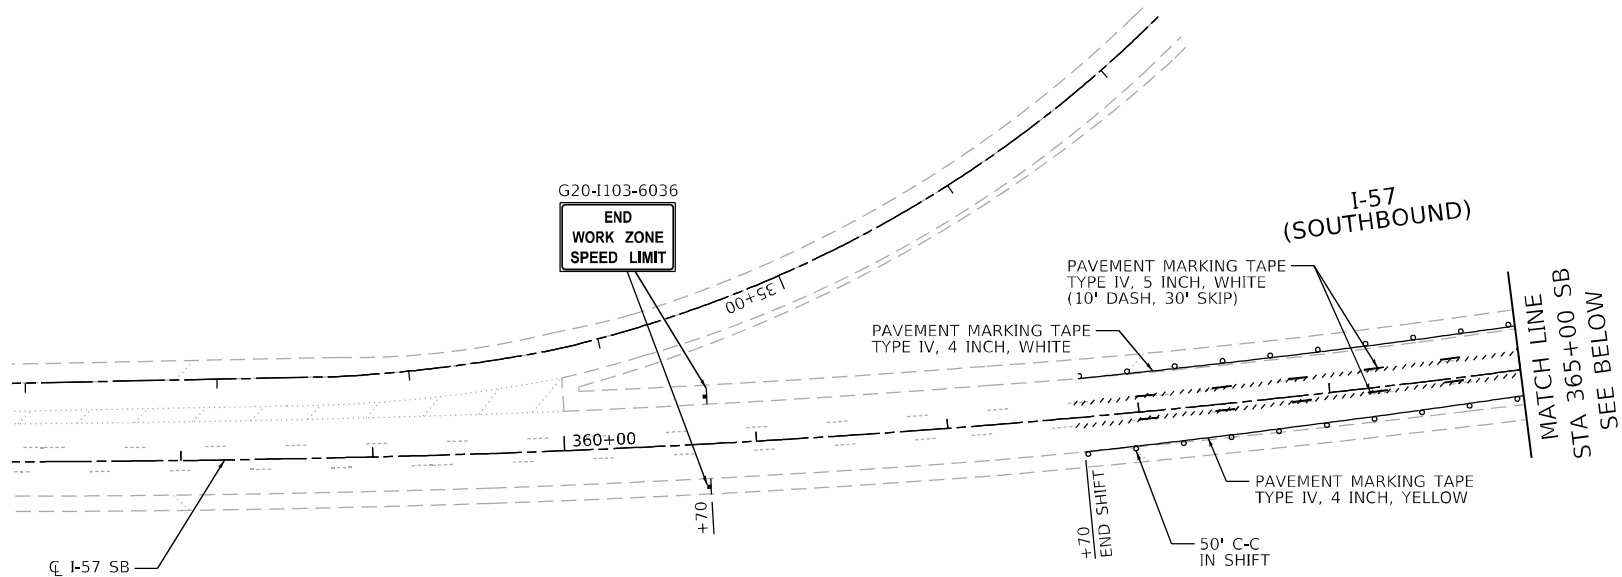 G20-I103-6036
END
WORK ZONE
SPEED LIMIT
I-57
(SOUTHBOUND)
PAVEMENT MARKING TAPE
TYPE IV, 5 INCH, WHITE
(10' DASH, 30' SKIP)
PAVEMENT MARKING TAPE
TYPE IV, 4 INCH, WHITE
135+00
360+00
MATCH LINE
STA 365+00 SB
SEE BELOW
PAVEMENT MARKING TAPE
TYPE IV, 4 INCH, YELLOW
+70
+70
END SHIFT
50' C-C
IN SHIFT
℄ I-57 SB